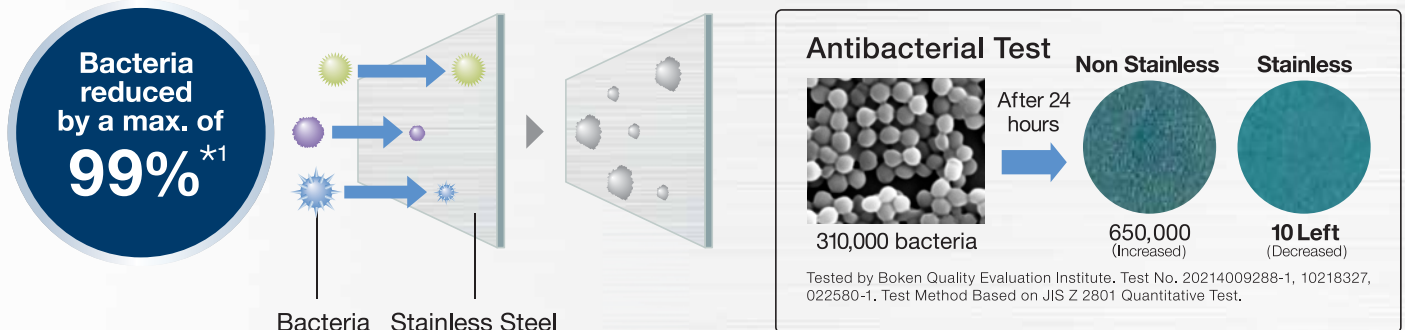 Bacteria
reduced
by a max. of
99%*1
Bacteria Stainless Steel
Antibacterial Test
310,000 bacteria
After 24
hours
Non Stainless
650,000
(Increased)
Stainless
10 Left
(Decreased)
Tested by Boken Quality Evaluation Institute. Test No. 20214009288-1, 10218327,
022580-1. Test Method Based on JIS Z 2801 Quantitative Test.